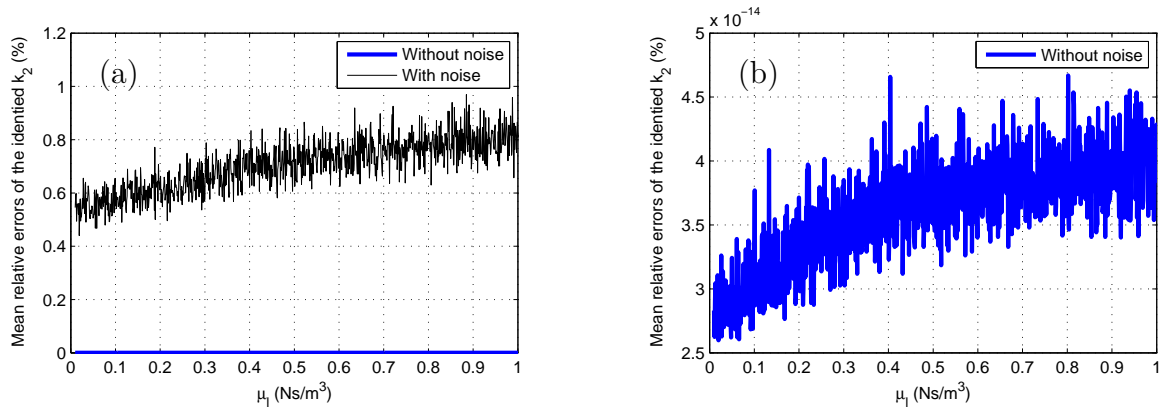 Mean relative errors of the identied k2 (%)
1.2
1
0.8
0.6
0.4
0.2
0
(a)
Without noise
With noise
0 0.1 0.2 0.3 0.4 0.5 0.6 0.7 0.8 0.9 1
μl (Ns/m³)
Mean relative errors of the identied k2 (%)
x 10⁻¹⁴
5
4.5
4
3.5
3
2.5
(b)
Without noise
0 0.1 0.2 0.3 0.4 0.5 0.6 0.7 0.8 0.9 1
μl (Ns/m³)